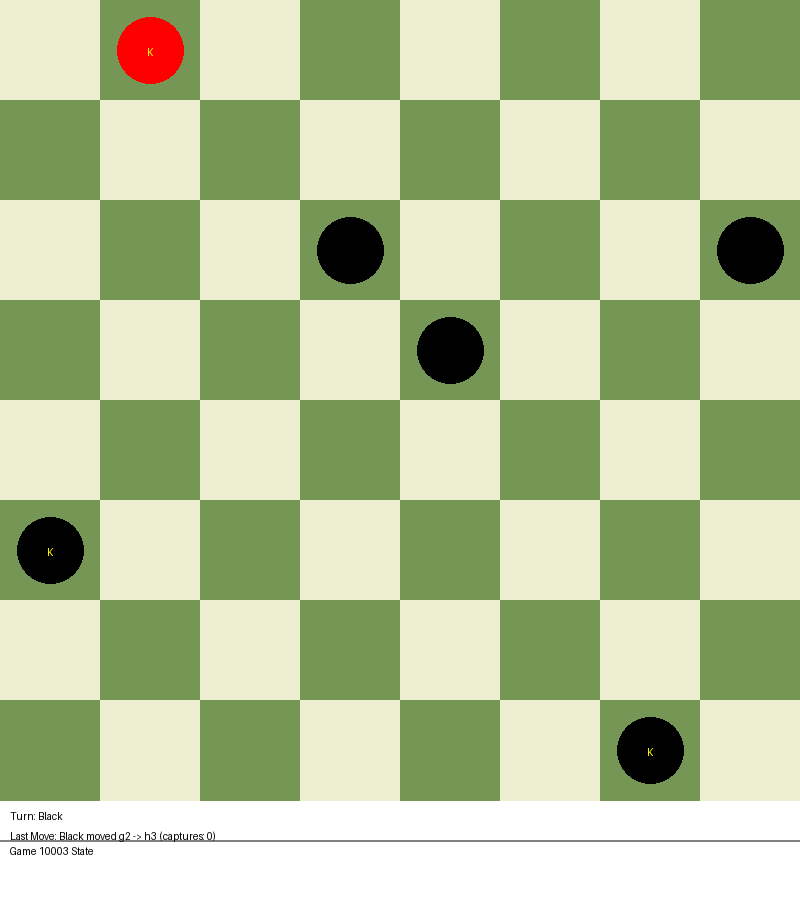 K
K
K
Turn: Black
Last Move: Black moved g2 -> h3 (captures: 0)
Game 10003 State